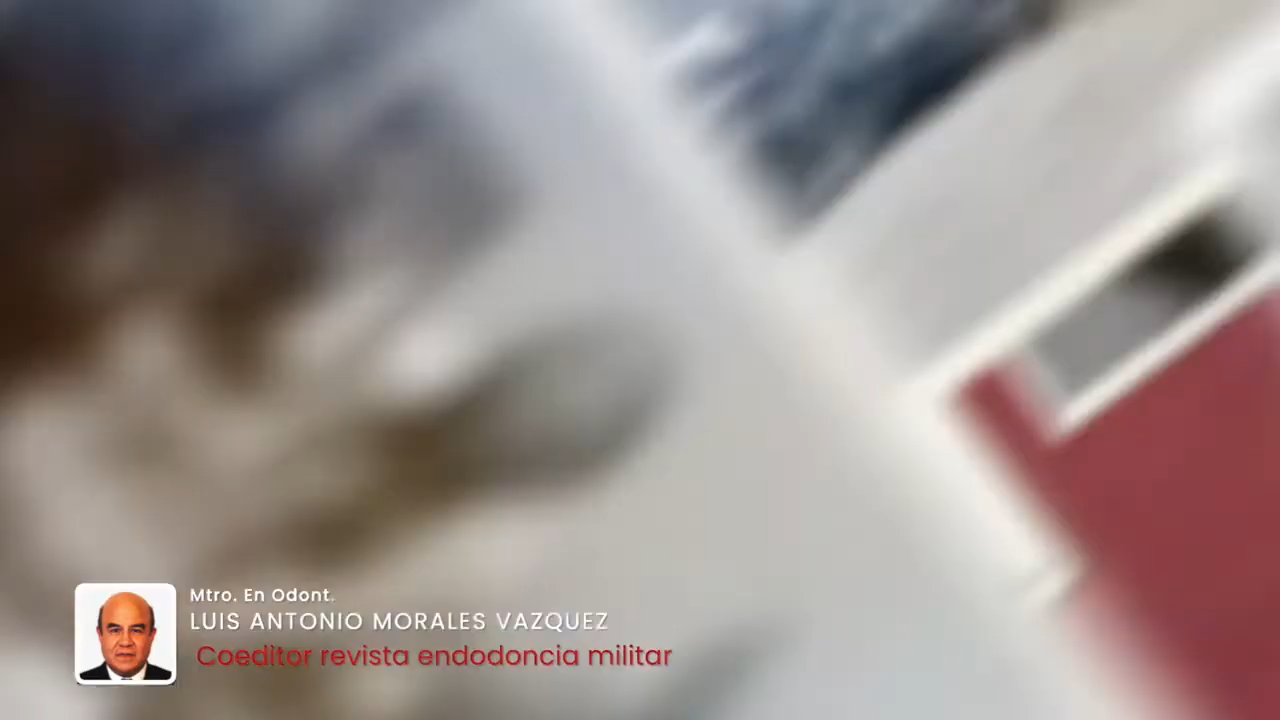 Mtro. En Odont.
LUIS ANTONIO MORALES VAZQUEZ
Coeditor revista endodoncia militar